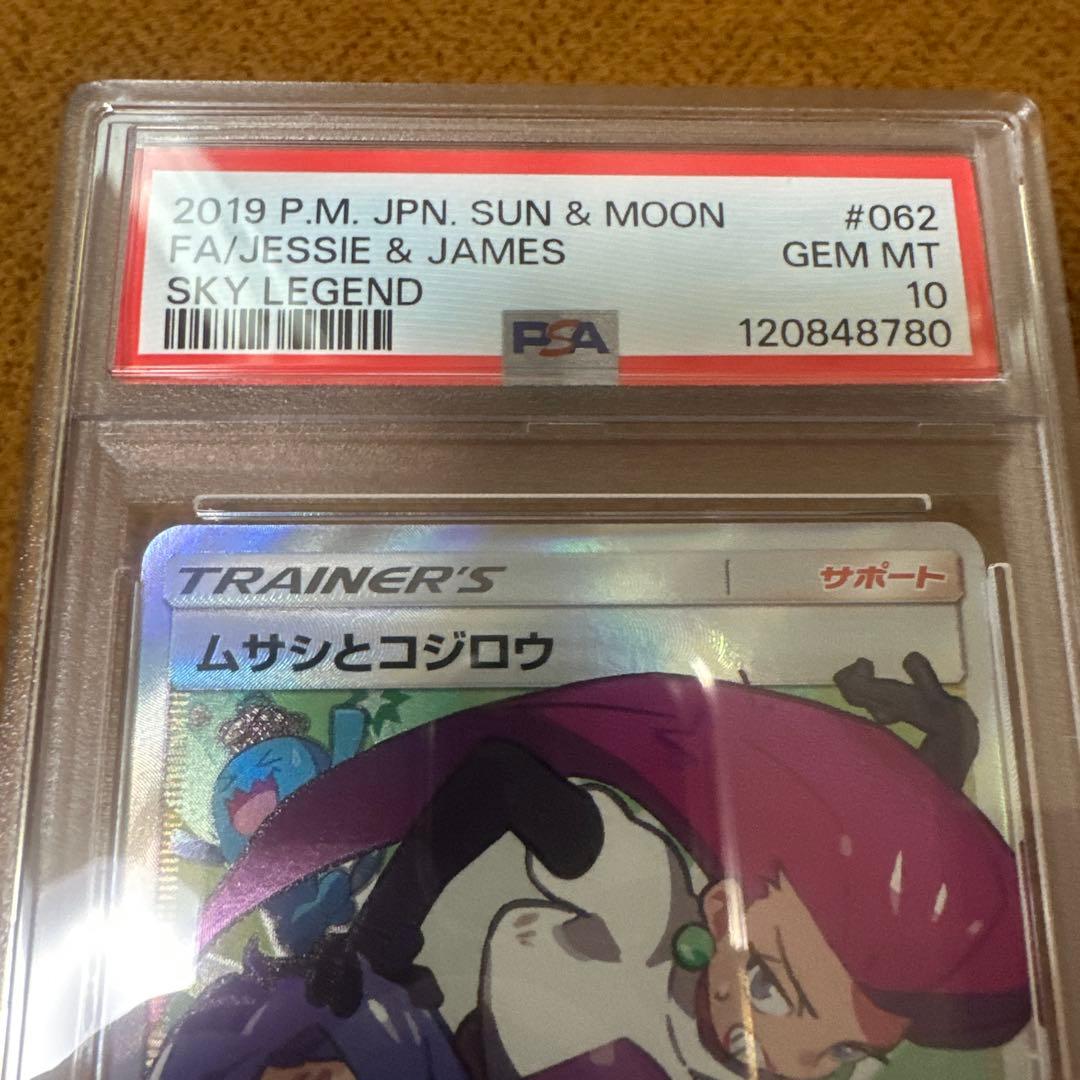 2019 P.M. JPN. SUN & MOON #062
FA/JESSIE & JAMES GEM MT
SKY LEGEND 10
PSA 120848780
TRAINER'S サポート
ムサシとコジロウ